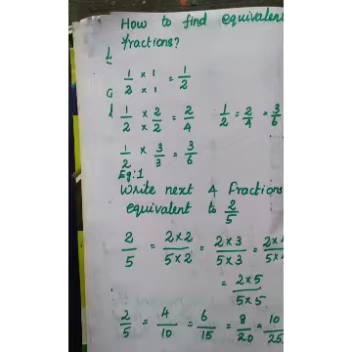 How to find equivalent
fractions?
1/2 × 1/1 = 1/2
1/2 × 2/2 = 2/4 1/2 = 2/4 = 3/6
1/2 × 3/3 = 3/6
Eg:1
Write next 4 fractions
equivalent to 2/5
2/5 = 2×2/5×2 = 2×3/5×3 =
= 2×5/5×5
2/5 = 4/10 = 6/15 = 8/20 = 10/25